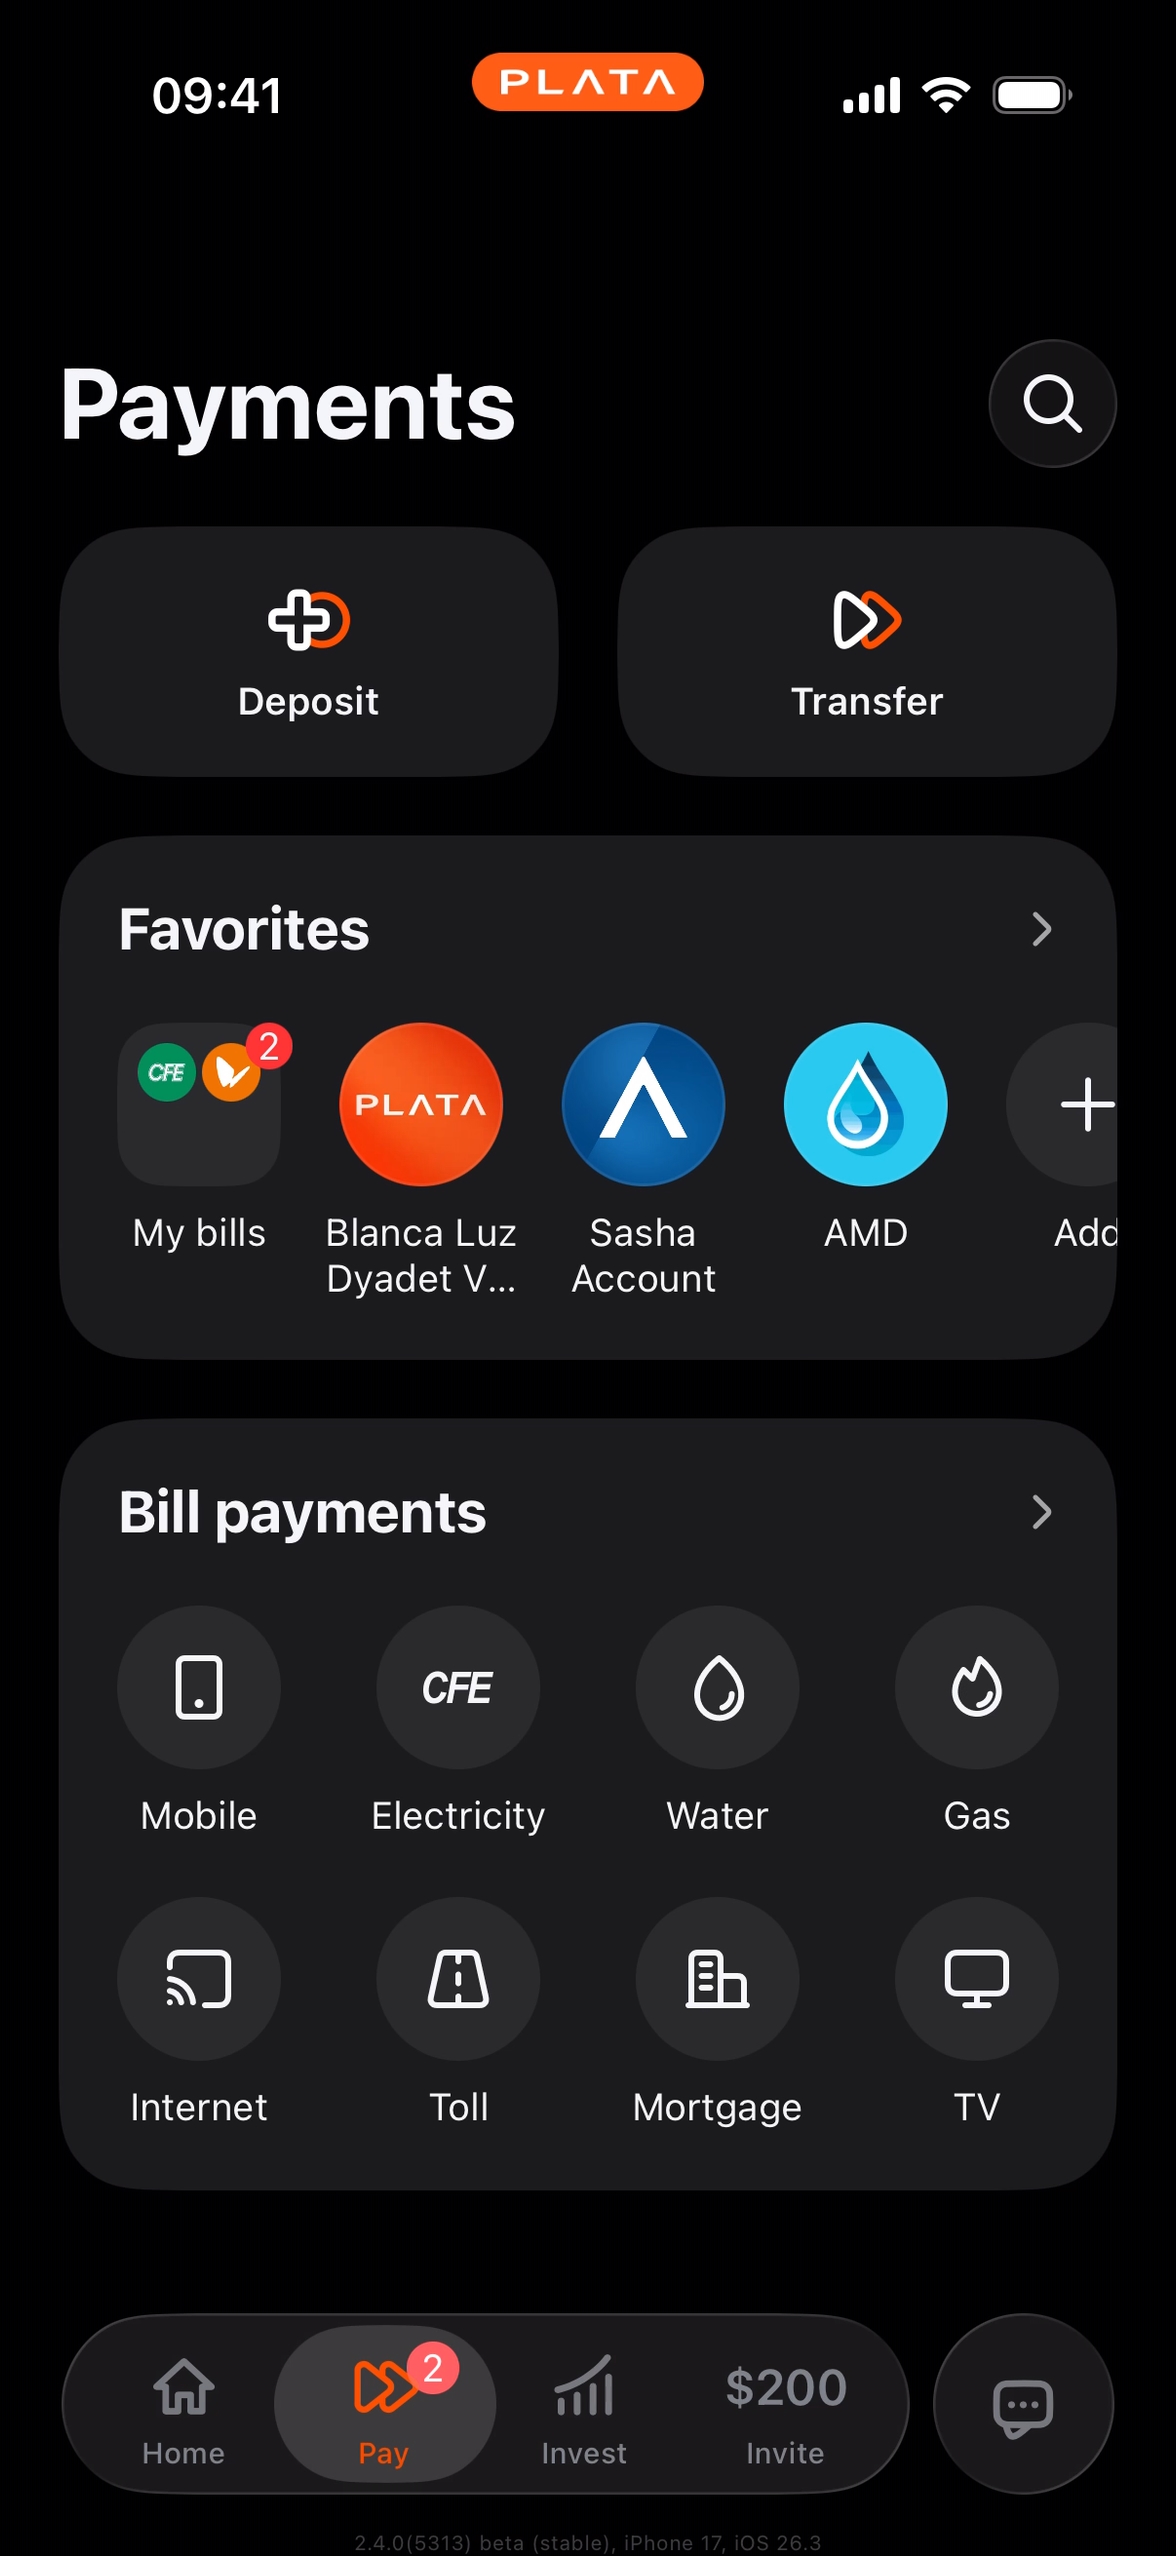 09:41
PLATA
Payments
Deposit
Transfer
Favorites
CFE
2
PLATA
My bills
Blanca Luz
Dyadet V...
Sasha
Account
AMD
Add
Bill payments
CFE
Mobile
Electricity
Water
Gas
Internet
Toll
Mortgage
TV
2
$200
Home
Pay
Invest
Invite
2.4.0(5313) beta (stable), iPhone 17, iOS 26.3